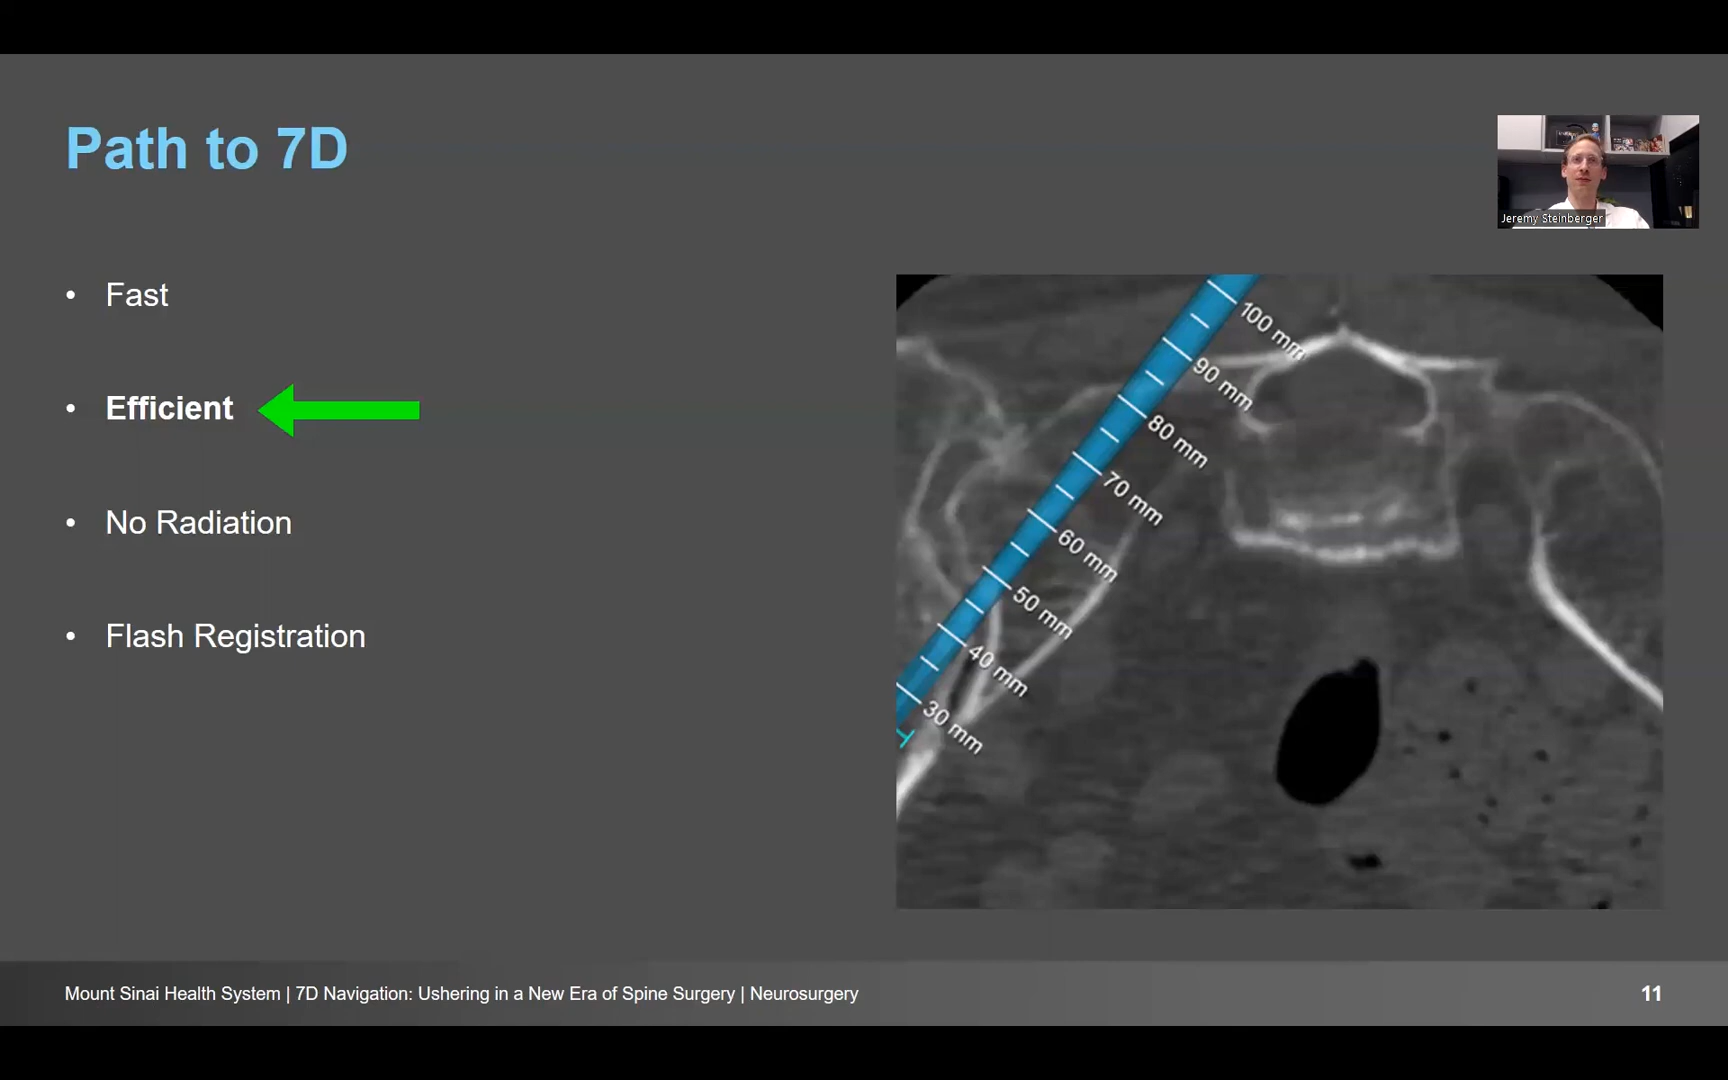 Path to 7D
Jeremy Steinberger
• Fast
• Efficient
• No Radiation
• Flash Registration
100 mm
90 mm
80 mm
70 mm
60 mm
50 mm
40 mm
30 mm
Mount Sinai Health System | 7D Navigation: Ushering in a New Era of Spine Surgery | Neurosurgery
11